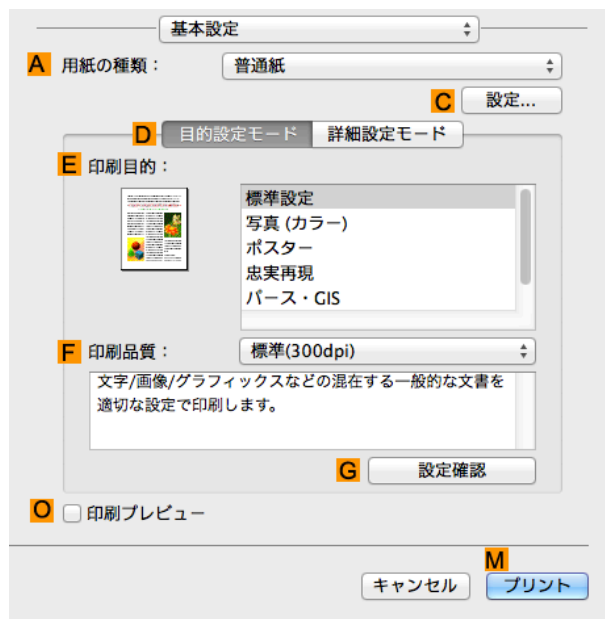 基本設定
A 用紙の種類： 普通紙
C 設定...
D 目的設定モード 詳細設定モード
E 印刷目的：
標準設定
写真 (カラー)
ポスター
忠実再現
パース・GIS
F 印刷品質： 標準(300dpi)
文字/画像/グラフィックスなどの混在する一般的な文書を
適切な設定で印刷します。
G 設定確認
O 印刷プレビュー
M
キャンセル プリント